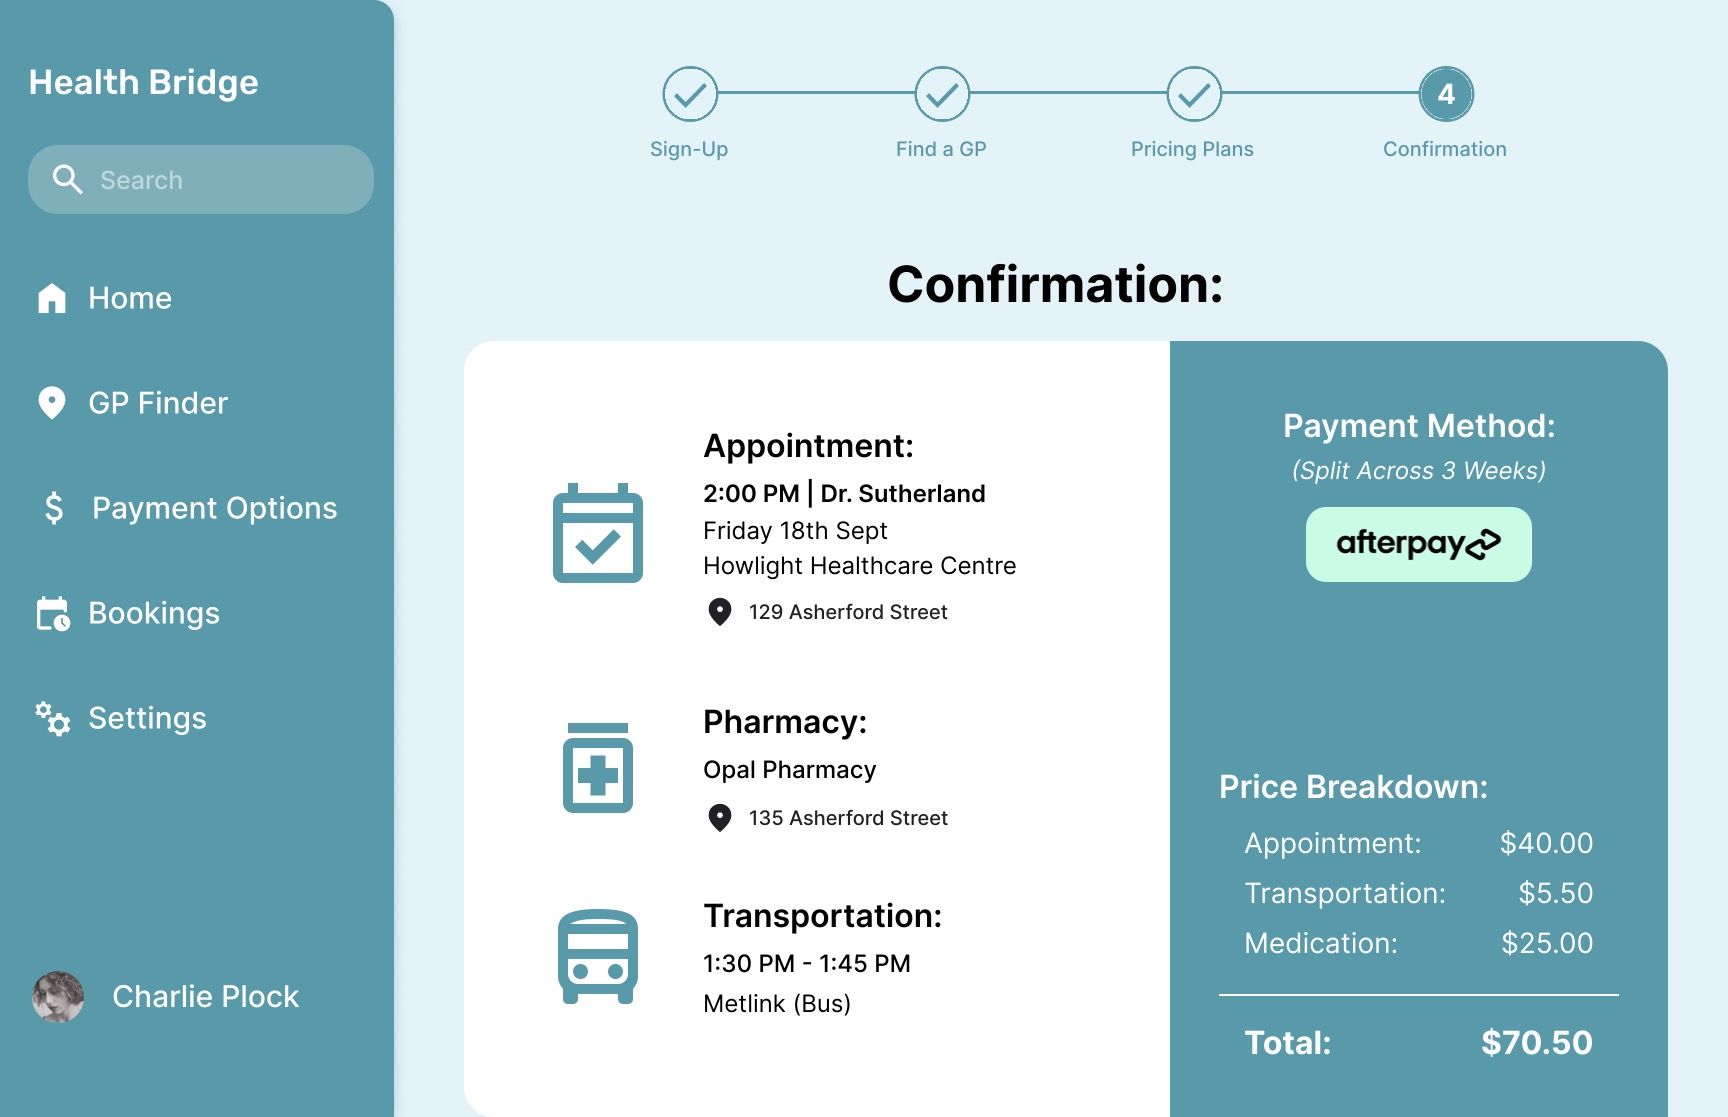 Health Bridge
Search
Home
GP Finder
$ Payment Options
Bookings
Settings
Charlie Plock
4
Sign-Up
Find a GP
Pricing Plans
Confirmation
Confirmation:
Appointment:
2:00 PM | Dr. Sutherland
Friday 18th Sept
Howlight Healthcare Centre
129 Asherford Street
Pharmacy:
Opal Pharmacy
135 Asherford Street
Transportation:
1:30 PM - 1:45 PM
Metlink (Bus)
Payment Method:
(Split Across 3 Weeks)
afterpay
Price Breakdown:
Appointment: $40.00
Transportation: $5.50
Medication: $25.00
Total: $70.50